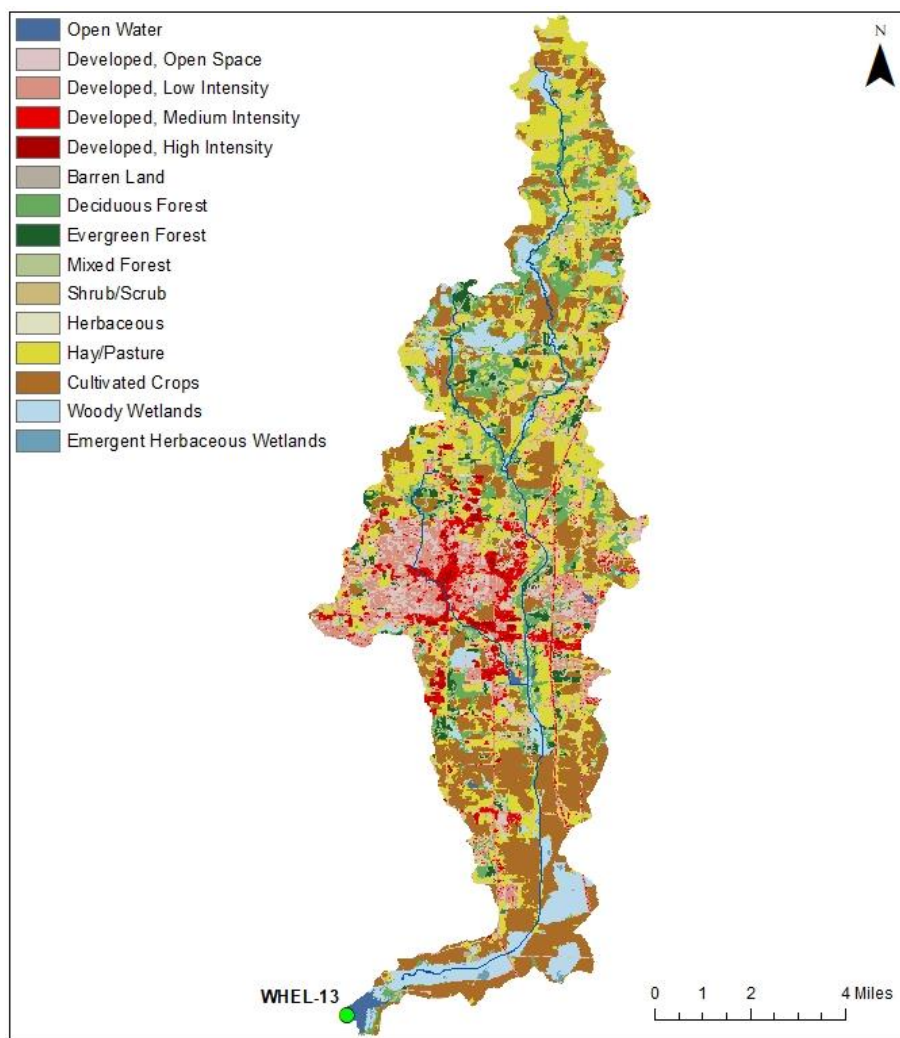 Open Water
Developed, Open Space
Developed, Low Intensity
Developed, Medium Intensity
Developed, High Intensity
Barren Land
Deciduous Forest
Evergreen Forest
Mixed Forest
Shrub/Scrub
Herbaceous
Hay/Pasture
Cultivated Crops
Woody Wetlands
Emergent Herbaceous Wetlands
N
WHEL-13
0 1 2 4 Miles